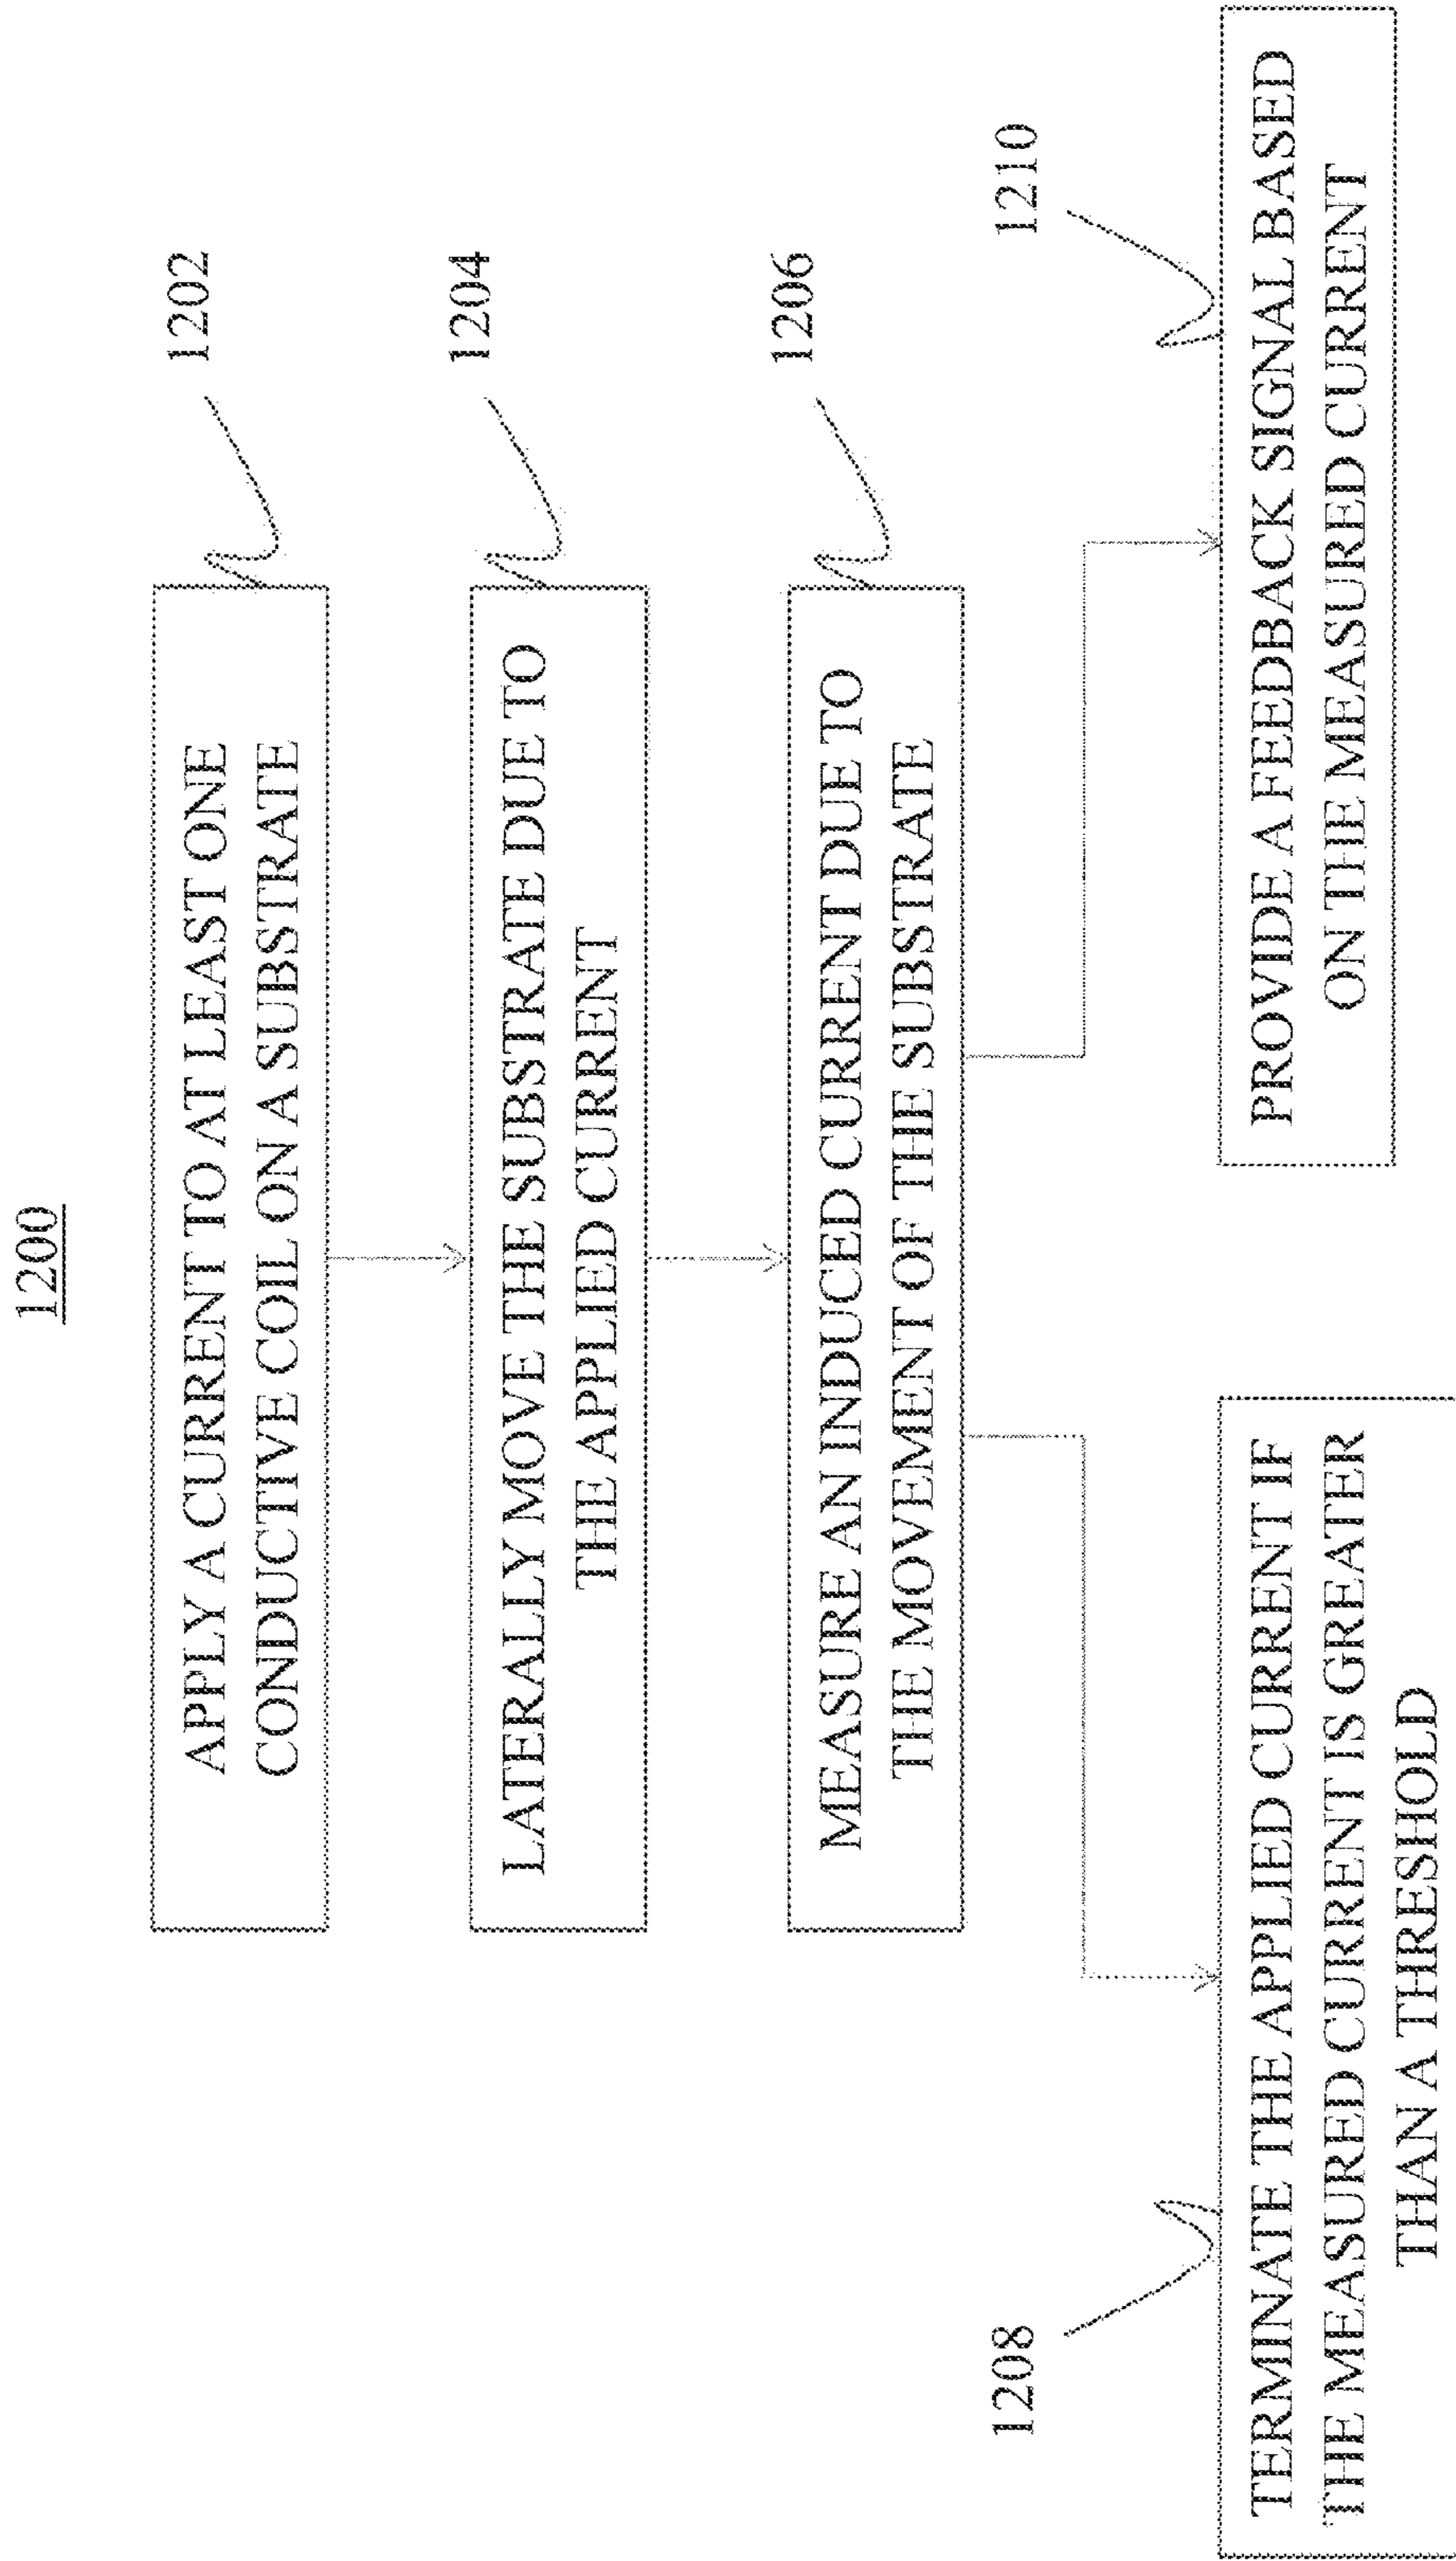 1200
APPLY A CURRENT TO AT LEAST ONE
CONDUCTIVE COIL ON A SUBSTRATE
1202
LATERALLY MOVE THE SUBSTRATE DUE TO
THE APPLIED CURRENT
1204
MEASURE AN INDUCED CURRENT DUE TO
THE MOVEMENT OF THE SUBSTRATE
1206
1208
TERMINATE THE APPLIED CURRENT IF
THE MEASURED CURRENT IS GREATER
THAN A THRESHOLD
1210
PROVIDE A FEEDBACK SIGNAL BASED
ON THE MEASURED CURRENT